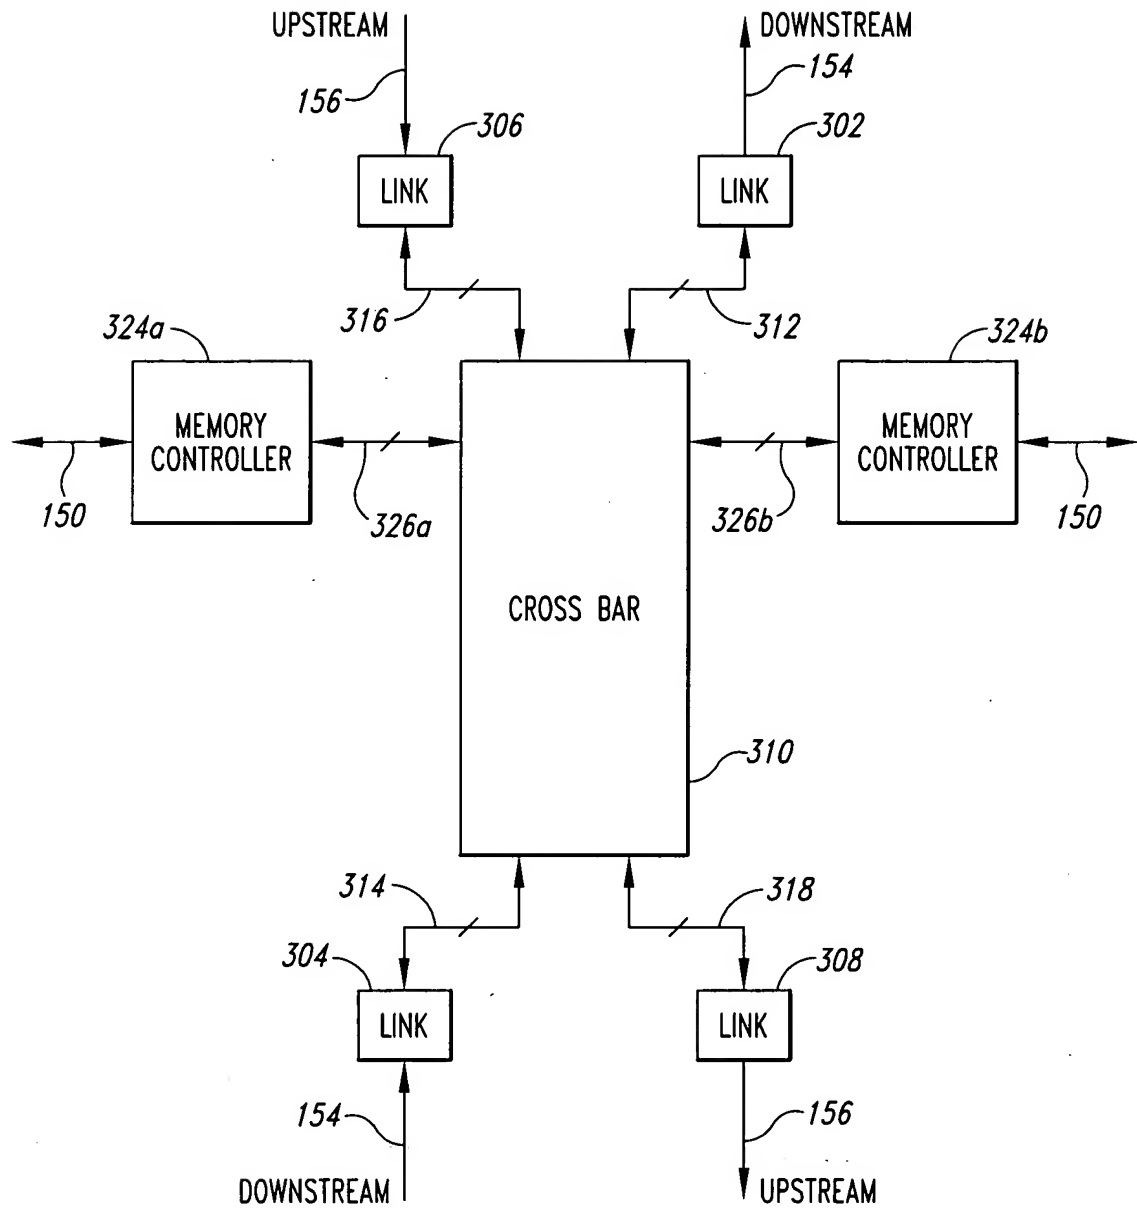 UPSTREAM
DOWNSTREAM
156
154
306
302
LINK
LINK
316
312
324a
324b
MEMORY
CONTROLLER
MEMORY
CONTROLLER
150
326a
326b
150
CROSS BAR
310
314
318
304
308
LINK
LINK
154
156
DOWNSTREAM
UPSTREAM